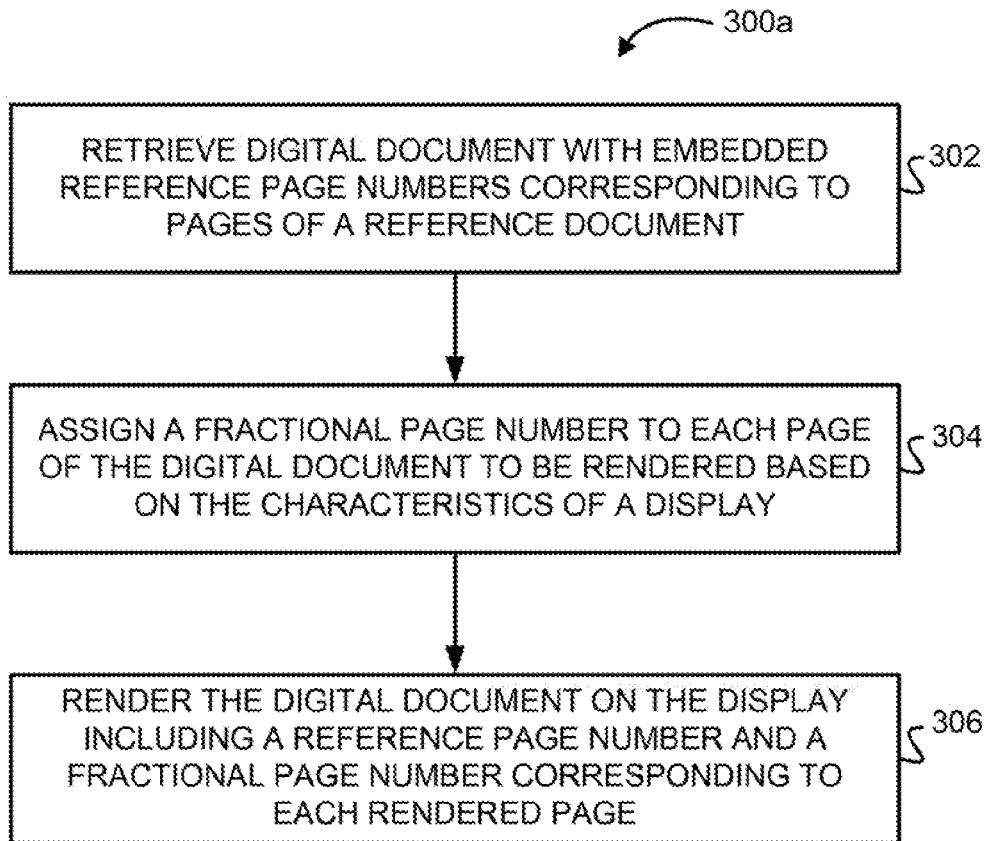 300a
RETRIEVE DIGITAL DOCUMENT WITH EMBEDDED
REFERENCE PAGE NUMBERS CORRESPONDING TO
PAGES OF A REFERENCE DOCUMENT
302
ASSIGN A FRACTIONAL PAGE NUMBER TO EACH PAGE
OF THE DIGITAL DOCUMENT TO BE RENDERED BASED
ON THE CHARACTERISTICS OF A DISPLAY
304
RENDER THE DIGITAL DOCUMENT ON THE DISPLAY
INCLUDING A REFERENCE PAGE NUMBER AND A
FRACTIONAL PAGE NUMBER CORRESPONDING TO
EACH RENDERED PAGE
306